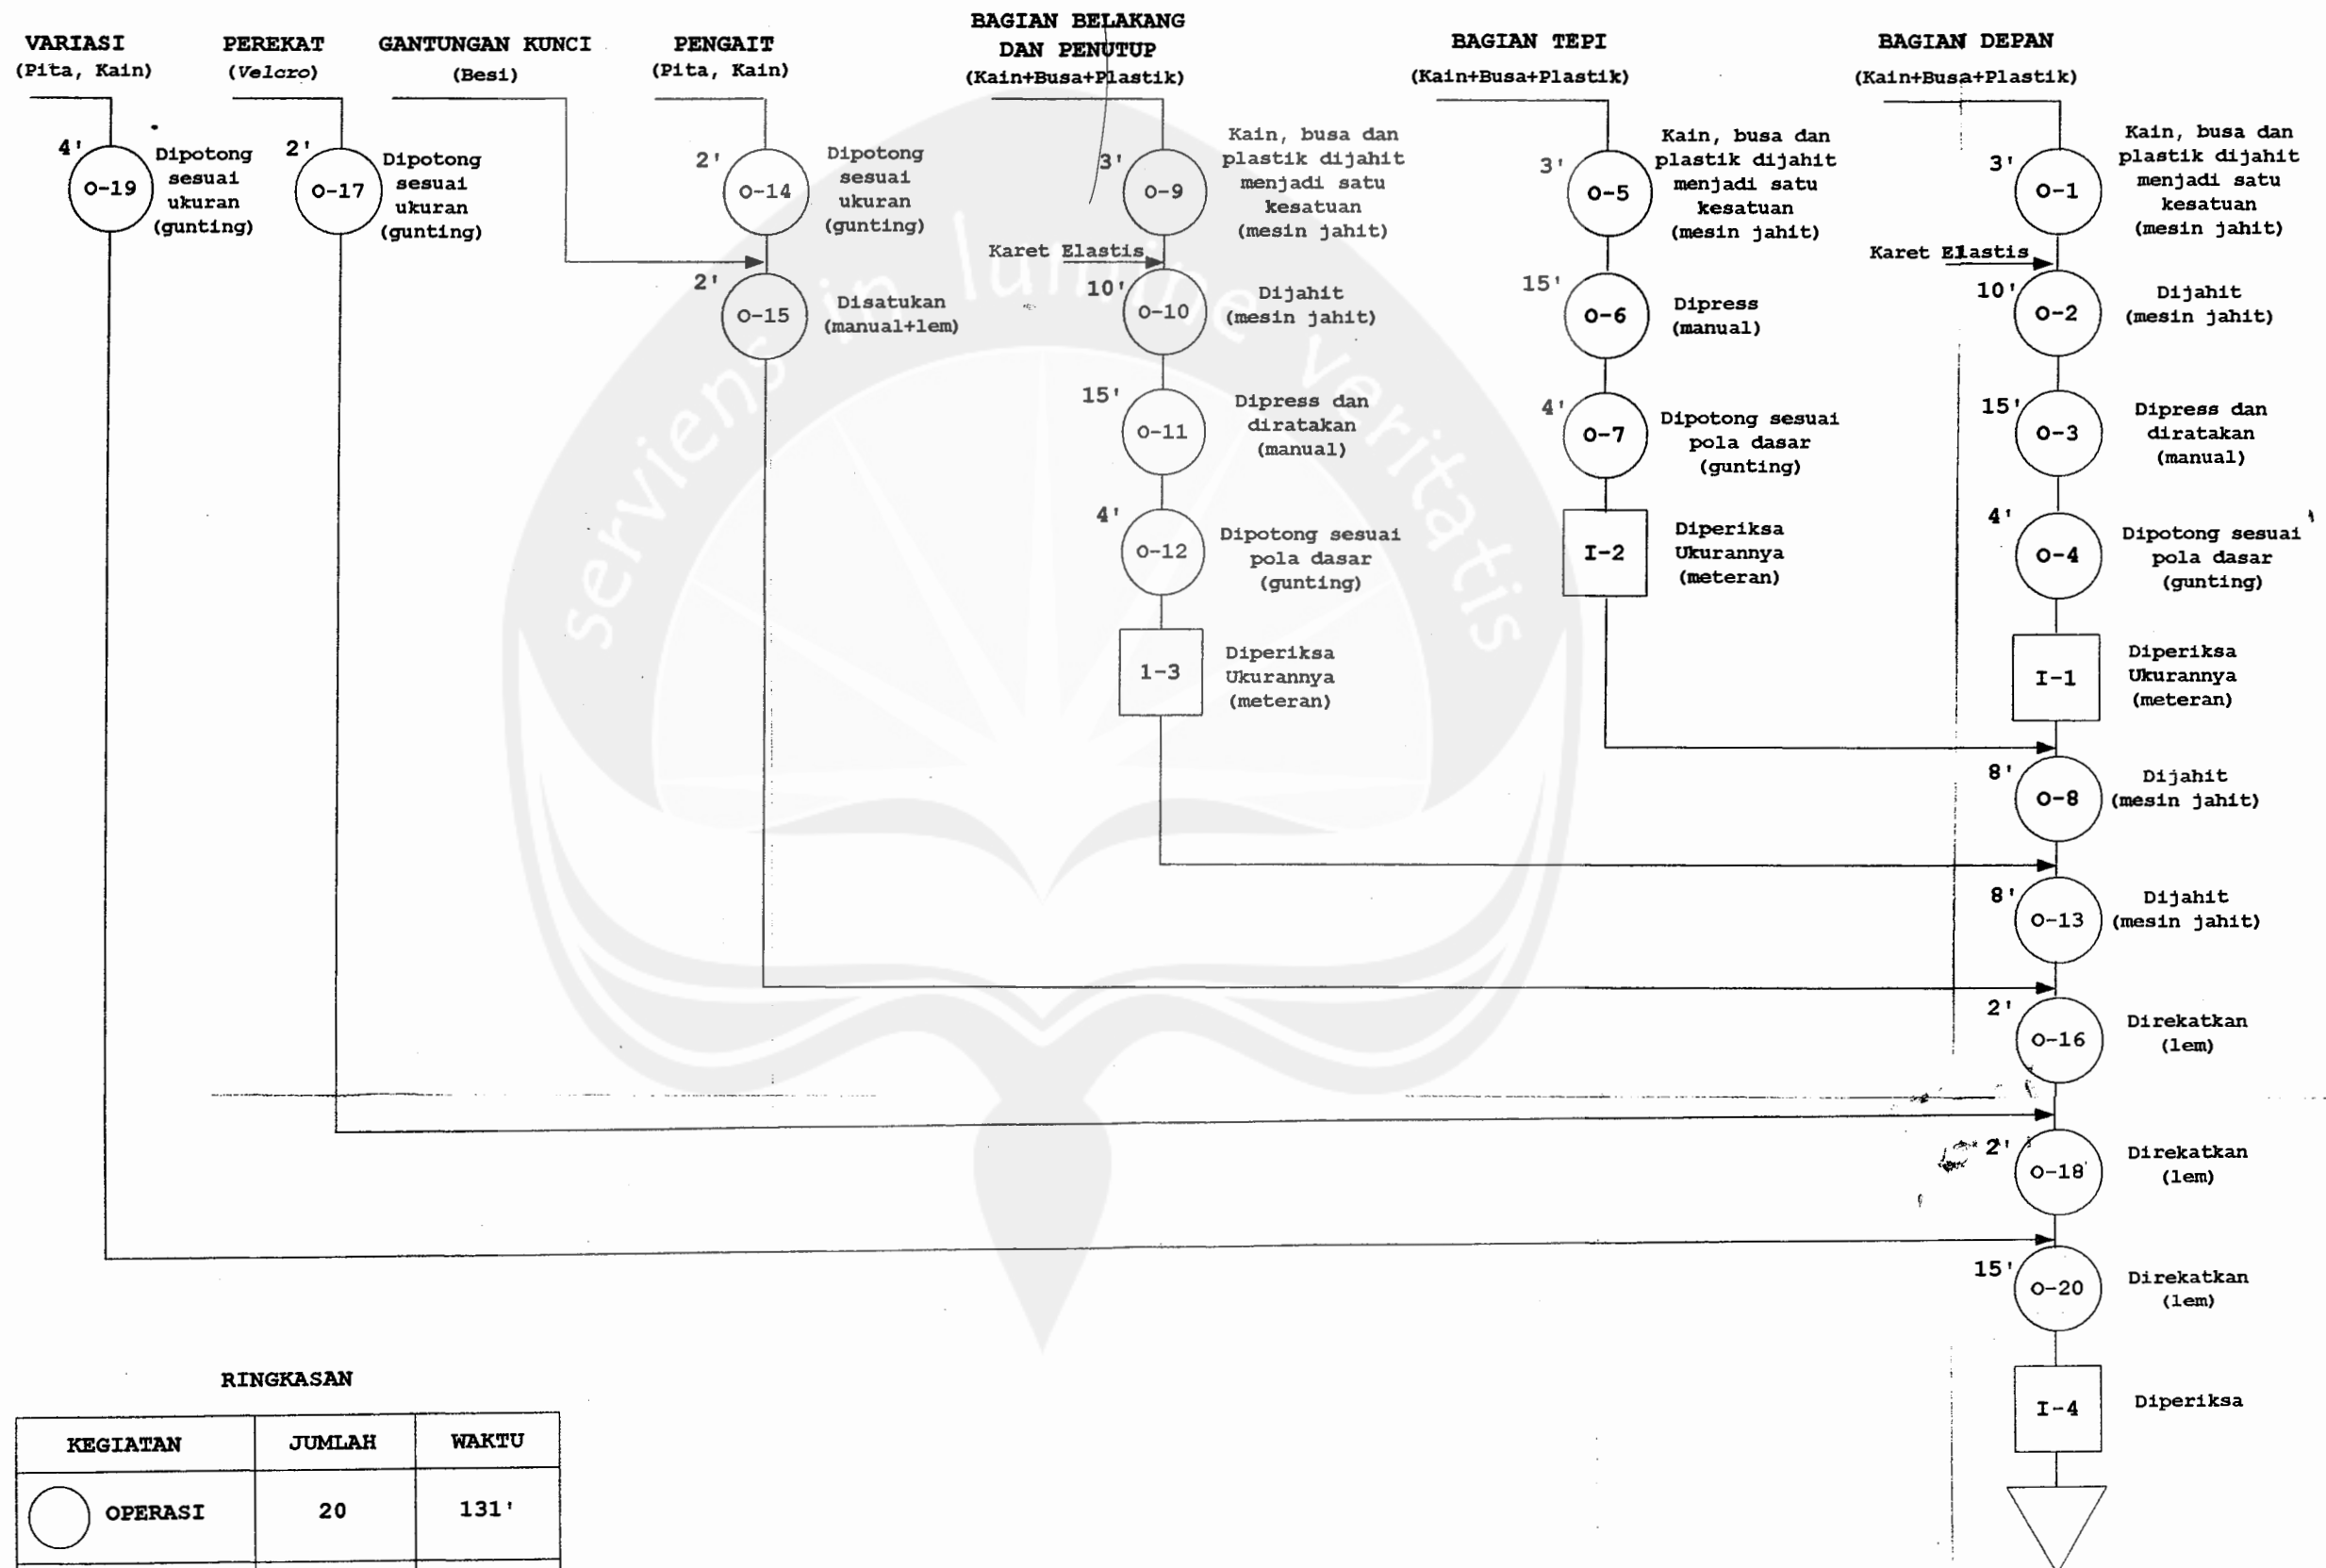 VARIASI
(Pita, Kain)
4'
O-19
Dipotong
sesuai
ukuran
(gunting)
PEREKAT
(Velcro)
2'
O-17
Dipotong
sesuai
ukuran
(gunting)
GANTUNGAN KUNCI
(Besi)
PENGAIT
(Pita, Kain)
2'
O-14
Dipotong
sesuai
ukuran
(gunting)
2'
O-15
Disatukan
(manual+lem)
BAGIAN BELAKANG
DAN PENUTUP
(Kain+Busa+Plastik)
3'
O-9
Kain, busa dan
plastik dijahit
menjadi satu
kesatuan
(mesin jahit)
Karet Elastis
10'
O-10
Dijahit
(mesin jahit)
15'
O-11
Dipress dan
diratakan
(manual)
4'
O-12
Dipotong sesuai
pola dasar
(gunting)
1-3
Diperiksa
Ukurannya
(meteran)
BAGIAN TEPI
(Kain+Busa+Plastik)
3'
O-5
Kain, busa dan
plastik dijahit
menjadi satu
kesatuan
(mesin jahit)
15'
O-6
Dipress
(manual)
4'
O-7
Dipotong sesuai
pola dasar
(gunting)
I-2
Diperiksa
Ukurannya
(meteran)
BAGIAN DEPAN
(Kain+Busa+Plastik)
3'
O-1
Kain, busa dan
plastik dijahit
menjadi satu
kesatuan
(mesin jahit)
Karet Elastis
10'
O-2
Dijahit
(mesin jahit)
15'
O-3
Dipress dan
diratakan
(manual)
4'
O-4
Dipotong sesuai
pola dasar
(gunting)
I-1
Diperiksa
Ukurannya
(meteran)
8'
O-8
Dijahit
(mesin jahit)
8'
O-13
Dijahit
(mesin jahit)
2'
O-16
Direkatkan
(lem)
2'
O-18
Direkatkan
(lem)
15'
O-20
Direkatkan
(lem)
I-4
Diperiksa
serviens in lumine veritatis
RINGKASAN
KEGIATAN JUMLAH WAKTU
OPERASI 20 131'